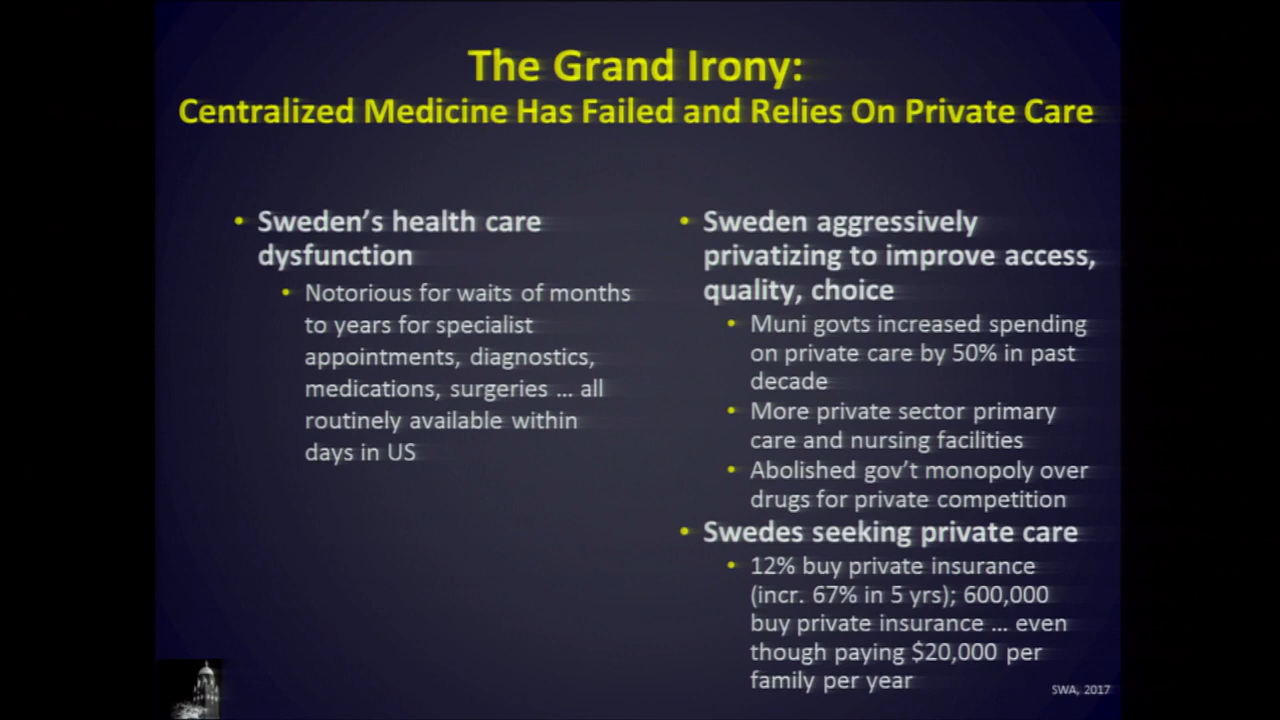 The Grand Irony:
Centralized Medicine Has Failed and Relies On Private Care
• Sweden's health care
dysfunction
• Notorious for waits of months
to years for specialist
appointments, diagnostics,
medications, surgeries … all
routinely available within
days in US
• Sweden aggressively
privatizing to improve access,
quality, choice
• Muni govts increased spending
on private care by 50% in past
decade
• More private sector primary
care and nursing facilities
• Abolished gov't monopoly over
drugs for private competition
• Swedes seeking private care
• 12% buy private insurance
(incr. 67% in 5 yrs); 600,000
buy private insurance … even
though paying $20,000 per
family per year
SWA, 2017